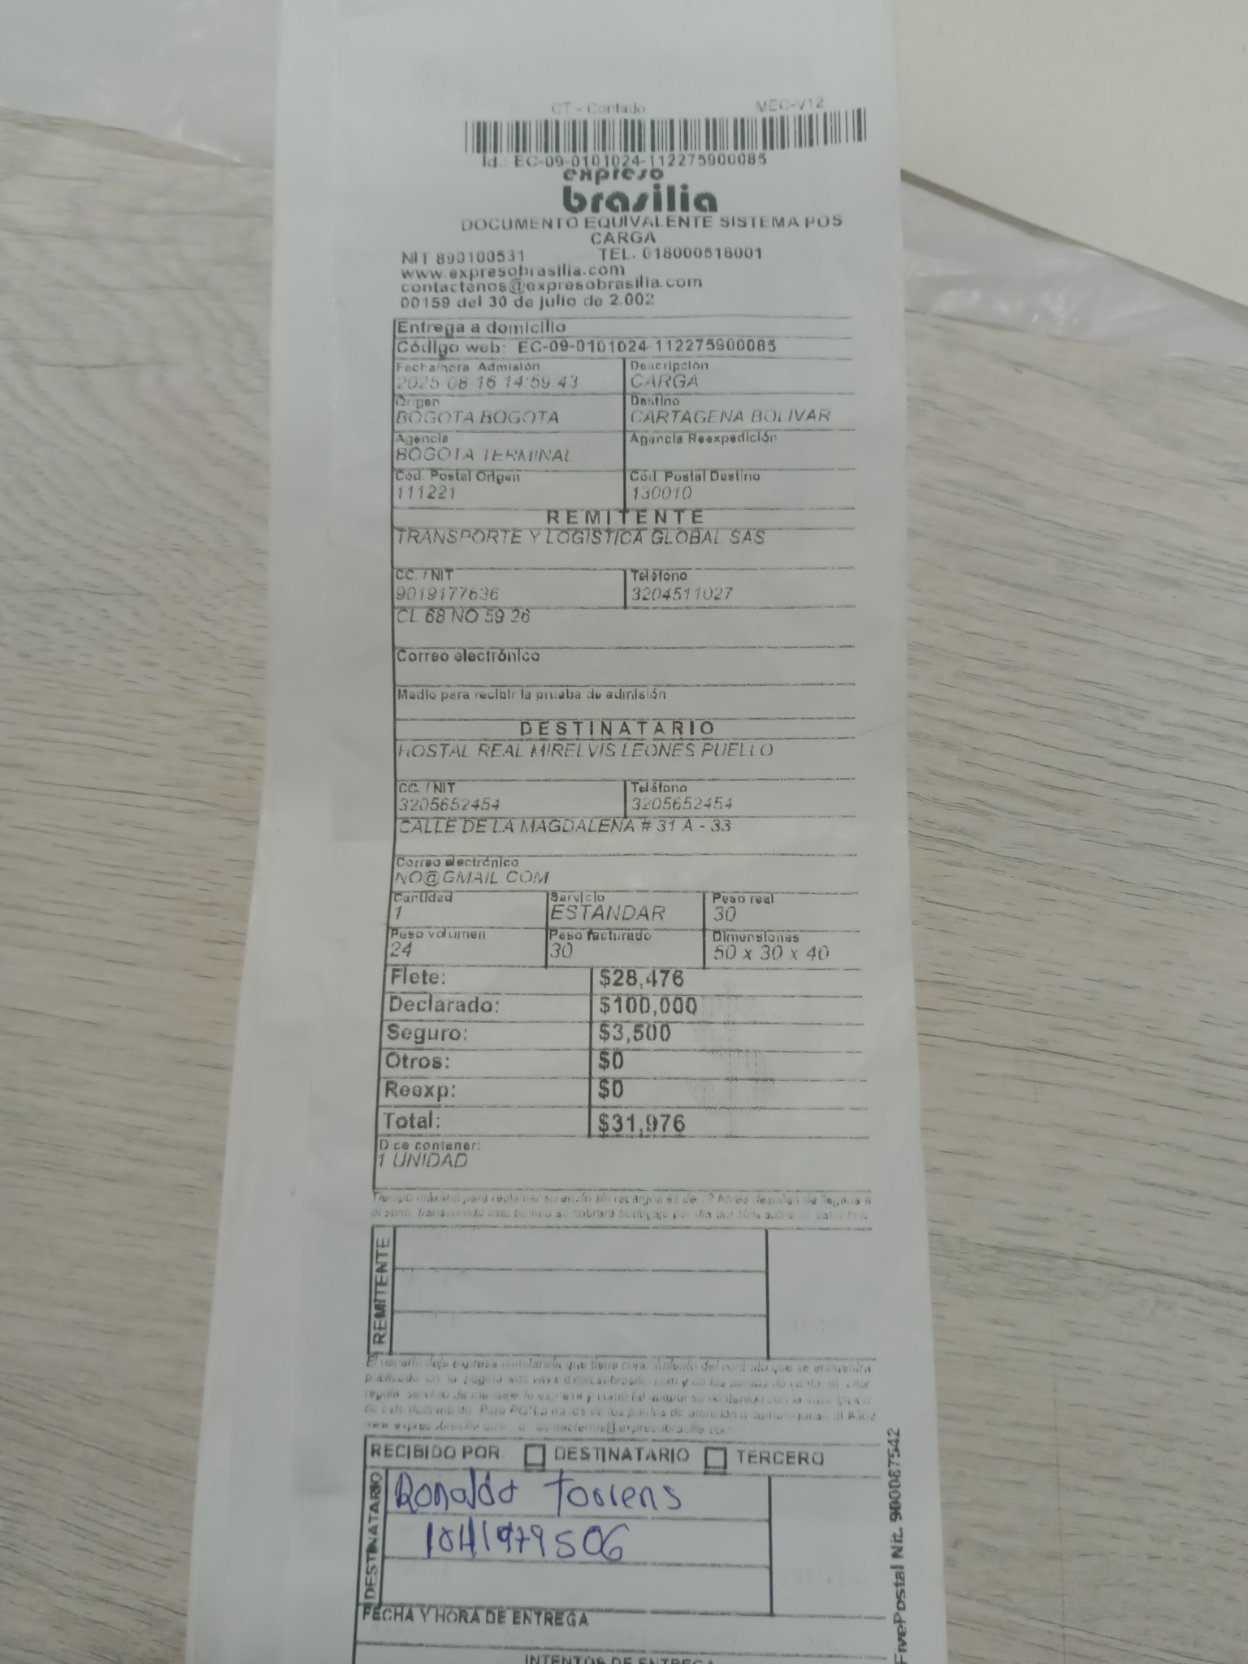 CT - Contado MEC-V12
Id.: EC-09-0101024-112275900085
expreso
brasilia
DOCUMENTO EQUIVALENTE SISTEMA POS
CARGA
NIT 890100531 TEL. 018000518001
www.expresobrasilia.com
contactenos@expresobrasilia.com
00159 del 30 de julio de 2.002
Entrega a domicilio
Código web: EC-09-0101024-112275900085
Fecha/hora Admisión Descripción
2025-08-16 14:59:43 CARGA
Origen Destino
BOGOTA BOGOTA CARTAGENA BOLIVAR
Agencia Agencia Reexpedición
BOGOTA TERMINAL
Cód. Postal Origen Cód. Postal Destino
111221 130010
REMITENTE
TRANSPORTE Y LOGISTICA GLOBAL SAS
CC. / NIT Teléfono
9019177636 3204511027
CL 68 NO 59 26
Correo electrónico
Medio para recibir la prueba de admisión
DESTINATARIO
HOSTAL REAL MIRELVIS LEONES PUELLO
CC. / NIT Teléfono
3205652454 3205652454
CALLE DE LA MAGDALENA # 31 A - 33
Correo electrónico
NO@GMAIL.COM
Cantidad Servicio Peso real
1 ESTANDAR 30
Peso volumen Peso facturado Dimensiones
24 30 50 x 30 x 40
Flete: $28,476
Declarado: $100,000
Seguro: $3,500
Otros: $0
Reexp: $0
Total: $31,976
Dice contener:
1 UNIDAD
REMITENTE
RECIBIDO POR DESTINATARIO TERCERO
DESTINATARIO
Ronaldo
FECHA Y HORA DE ENTREGA
INTENTOS DE ENTREGA
FivePostal Nit. 900087542